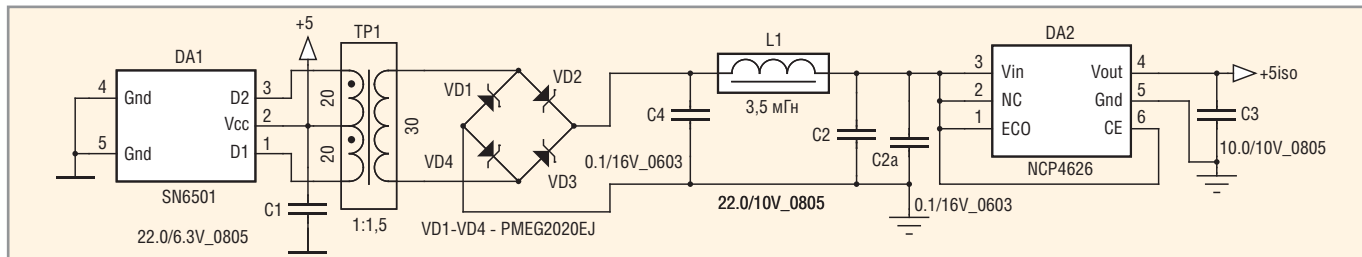 +5
TP1
L1
DA2
DA1
4
Gnd
D2
3
Vcc
2
5
Gnd
D1
1
SN6501
20
20
30
1:1,5
C1
22.0/6.3V_0805
VD1
VD2
VD4
VD3
VD1-VD4 - PMEG2020EJ
C4
0.1/16V_0603
3,5 мГн
C2
22.0/10V_0805
C2a
0.1/16V_0603
3
Vin
Vout
4
+5iso
2
NC
Gnd
5
1
ECO
CE
6
NCP4626
C3
10.0/10V_0805